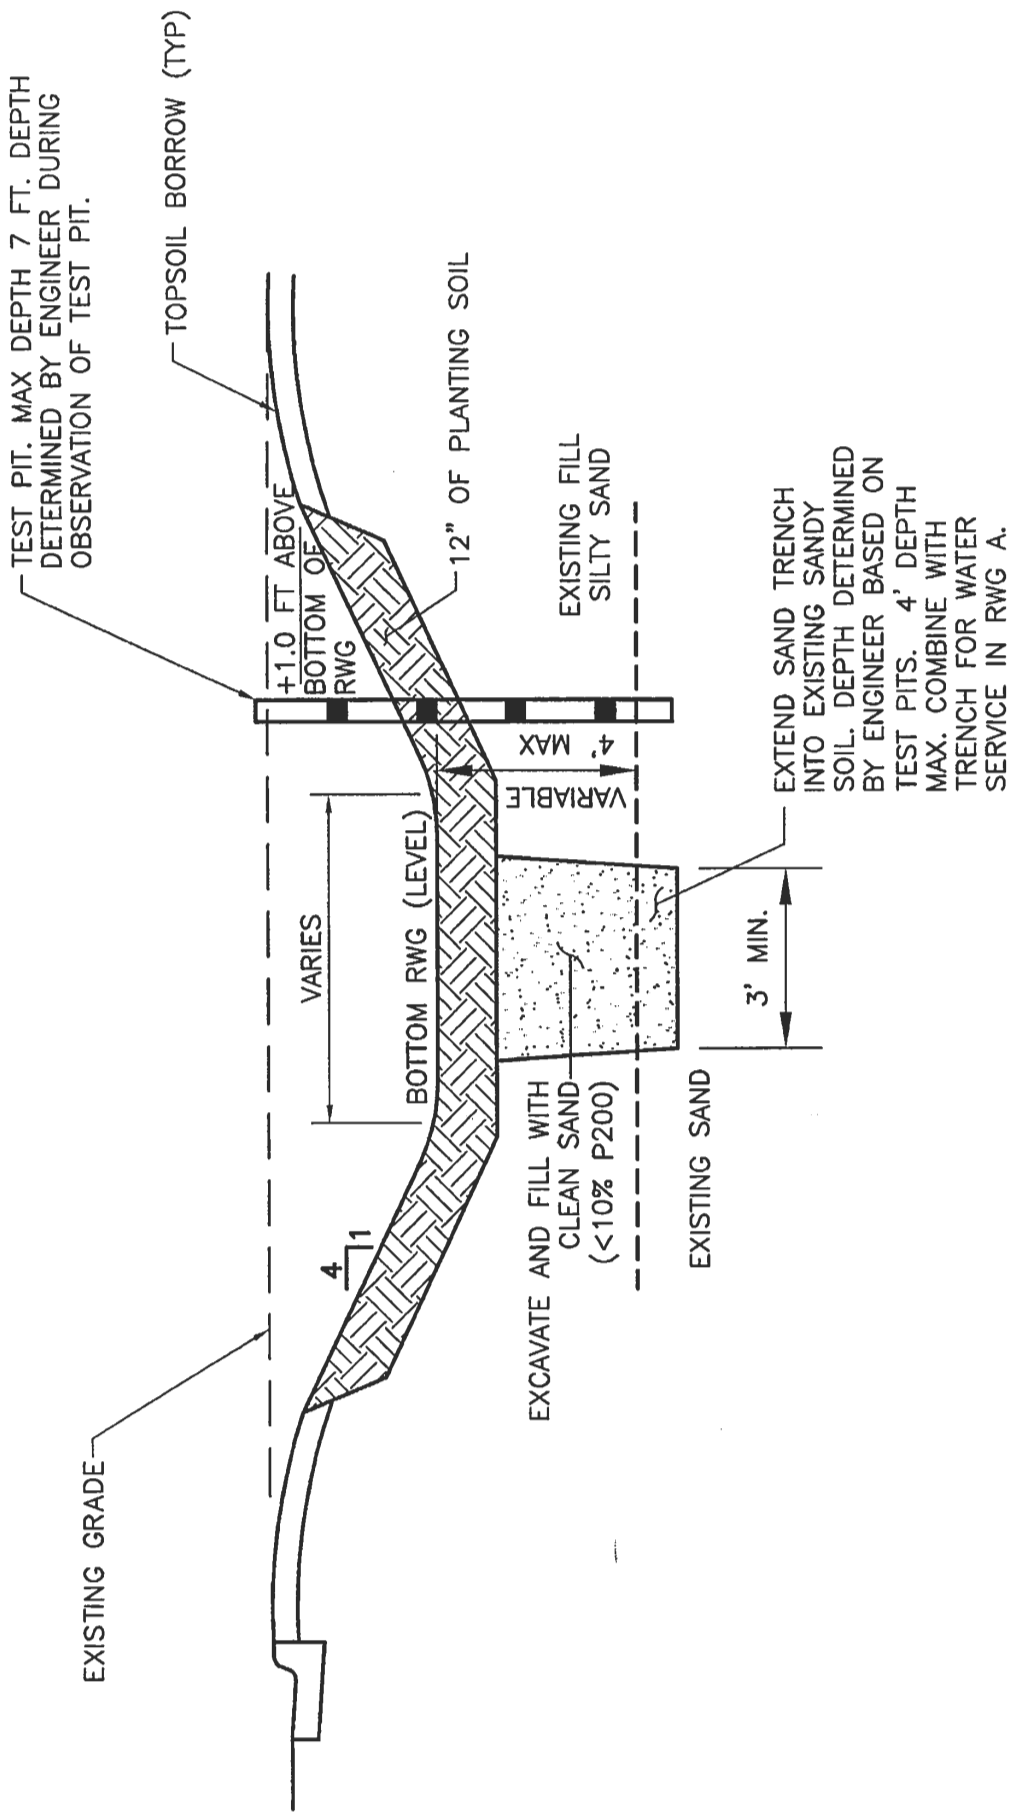 TEST PIT. MAX DEPTH 7 FT. DEPTH
DETERMINED BY ENGINEER DURING
OBSERVATION OF TEST PIT.
TOPSOIL BORROW (TYP)
EXISTING GRADE
+1.0 FT ABOVE
BOTTOM OF
RWG
12" OF PLANTING SOIL
VARIES
BOTTOM RWG (LEVEL)
4
1
VARIABLE
4' MAX
EXISTING FILL
SILTY SAND
EXCAVATE AND FILL WITH
CLEAN SAND
(<10% P200)
EXISTING SAND
3' MIN.
EXTEND SAND TRENCH
INTO EXISTING SANDY
SOIL. DEPTH DETERMINED
BY ENGINEER BASED ON
TEST PITS. 4' DEPTH
MAX. COMBINE WITH
TRENCH FOR WATER
SERVICE IN RWG A.